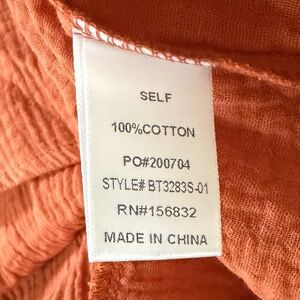 SELF
100%COTTON
PO#200704
STYLE# BT3283S-01
RN#156832
MADE IN CHINA